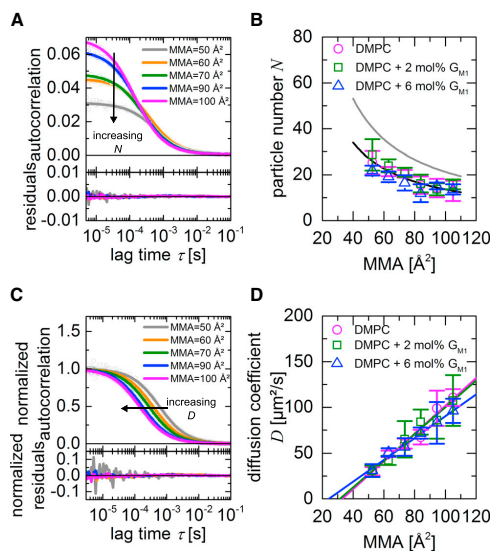 A
MMA=50 Å²
MMA=60 Å²
MMA=70 Å²
MMA=90 Å²
MMA=100 Å²
increasing
N
autocorrelation
0.06
0.04
0.02
0.00
residuals
0.01
0.00
-0.01
10⁻⁵ 10⁻⁴ 10⁻³ 10⁻² 10⁻¹
lag time τ [s]
B
DMPC
DMPC + 2 mol% GM1
DMPC + 6 mol% GM1
particle number N
80
60
40
20
0
20 40 60 80 100 120
MMA [Å²]
C
MMA=50 Å²
MMA=60 Å²
MMA=70 Å²
MMA=90 Å²
MMA=100 Å²
increasing
D
normalized
autocorrelation
1.5
1.0
0.5
0.0
normalized
residuals
0.1
0.0
-0.1
10⁻⁵ 10⁻⁴ 10⁻³ 10⁻² 10⁻¹
lag time τ [s]
D
DMPC
DMPC + 2 mol% GM1
DMPC + 6 mol% GM1
diffusion coefficient
D [µm²/s]
200
150
100
50
0
20 40 60 80 100 120
MMA [Å²]